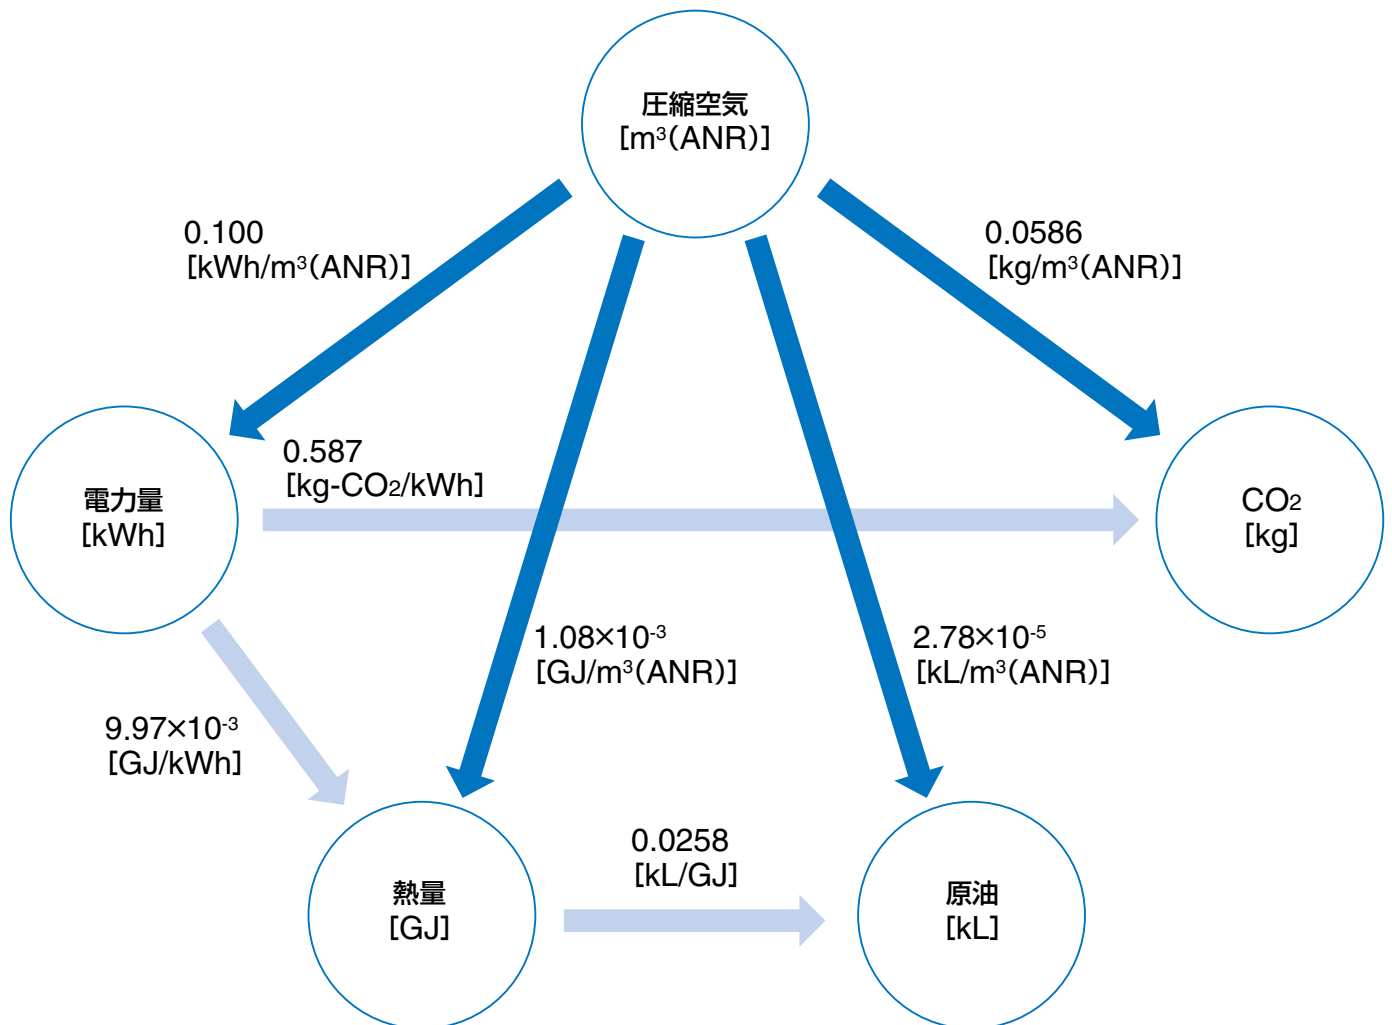 圧縮空気
[m³(ANR)]
0.100
[kWh/m³(ANR)]
0.0586
[kg/m³(ANR)]
電力量
[kWh]
0.587
[kg-CO₂/kWh]
CO₂
[kg]
1.08×10⁻³
[GJ/m³(ANR)]
2.78×10⁻⁵
[kL/m³(ANR)]
9.97×10⁻³
[GJ/kWh]
熱量
[GJ]
0.0258
[kL/GJ]
原油
[kL]